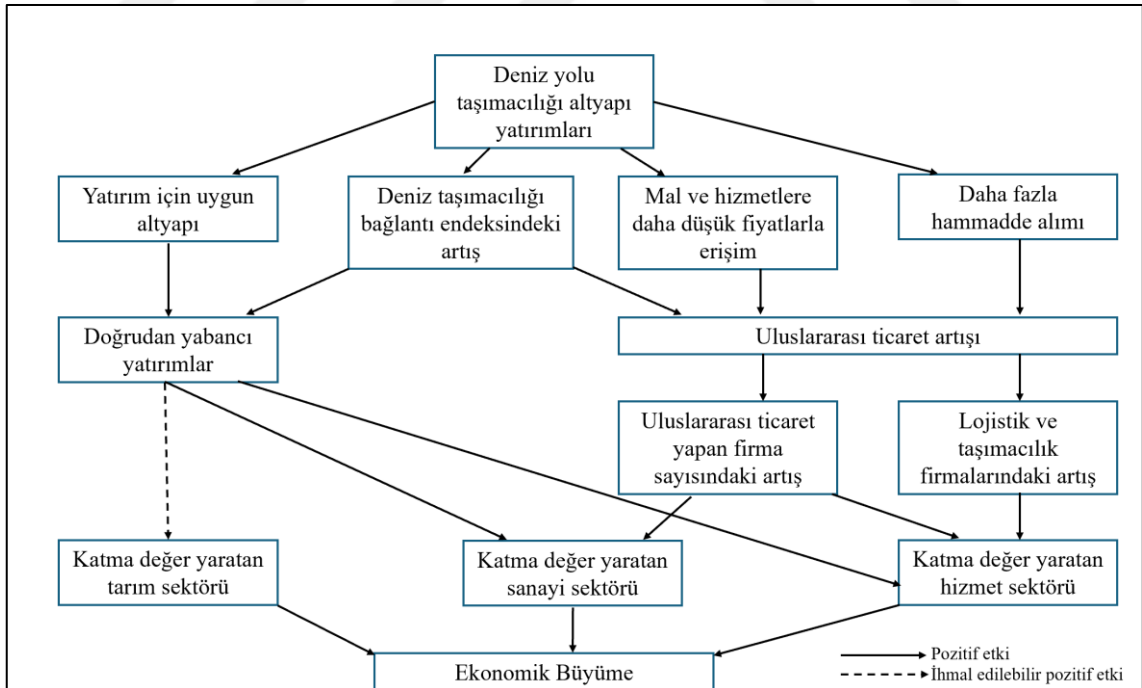 Deniz yolu
taşımacılığı altyapı
yatırımları
Yatırım için uygun
altyapı
Deniz taşımacılığı
bağlantı endeksindeki
artış
Mal ve hizmetlere
daha düşük fiyatlarla
erişim
Daha fazla
hammadde alımı
Doğrudan yabancı
yatırımlar
Uluslararası ticaret artışı
Uluslararası ticaret
yapan firma
sayısındaki artış
Lojistik ve
taşımacılık
firmalarındaki artış
Katma değer yaratan
tarım sektörü
Katma değer yaratan
sanayi sektörü
Katma değer yaratan
hizmet sektörü
Ekonomik Büyüme
Pozitif etki
İhmal edilebilir pozitif etki